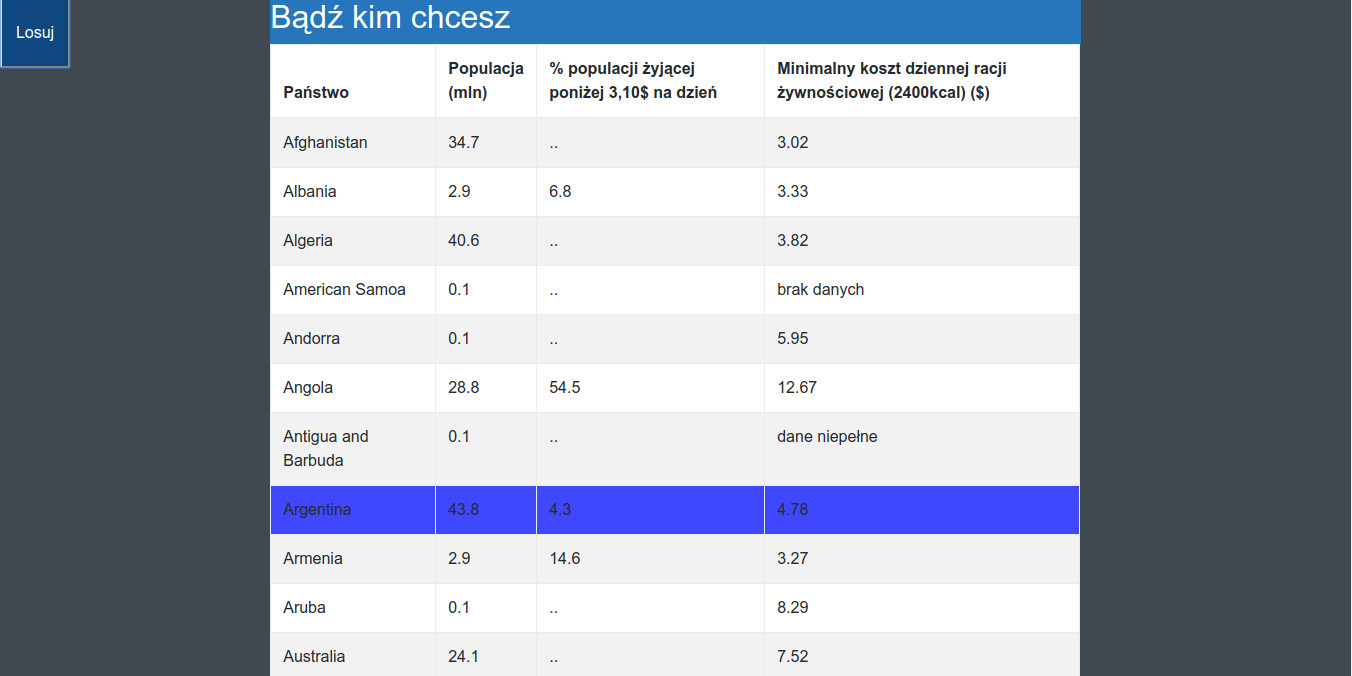 Losuj
Bądź kim chcesz
Państwo Populacja (mln) % populacji żyjącej poniżej 3,10$ na dzień Minimalny koszt dziennej racji żywnościowej (2400kcal) ($)
Afghanistan 34.7 .. 3.02
Albania 2.9 6.8 3.33
Algeria 40.6 .. 3.82
American Samoa 0.1 .. brak danych
Andorra 0.1 .. 5.95
Angola 28.8 54.5 12.67
Antigua and Barbuda 0.1 .. dane niepełne
Argentina 43.8 4.3 4.78
Armenia 2.9 14.6 3.27
Aruba 0.1 .. 8.29
Australia 24.1 .. 7.52